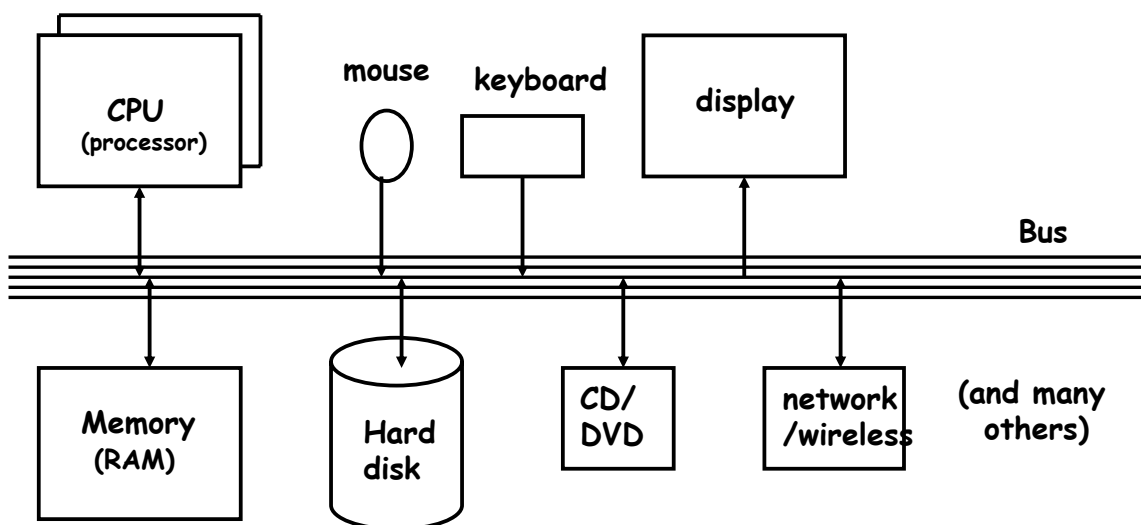 mouse
keyboard
display
CPU
(processor)
Bus
Memory
(RAM)
Hard
disk
CD/
DVD
network
/wireless
(and many
others)